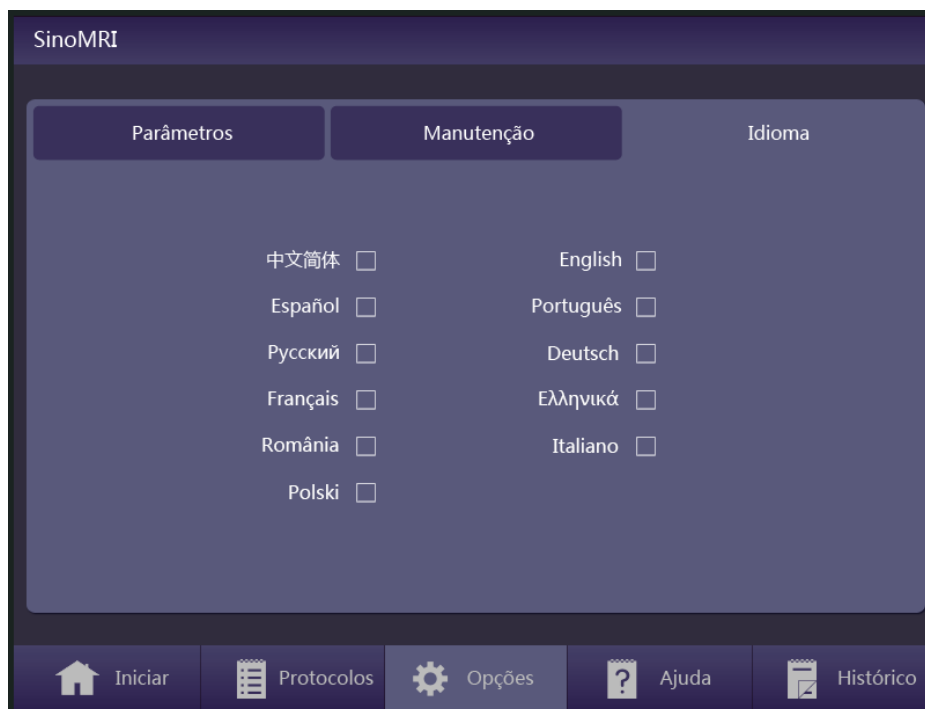 SinoMRI
Parâmetros Manutenção Idioma
中文简体 English
Español Português
Русский Deutsch
Français Ελληνικά
România Italiano
Polski
Iniciar Protocolos Opções Ajuda Histórico